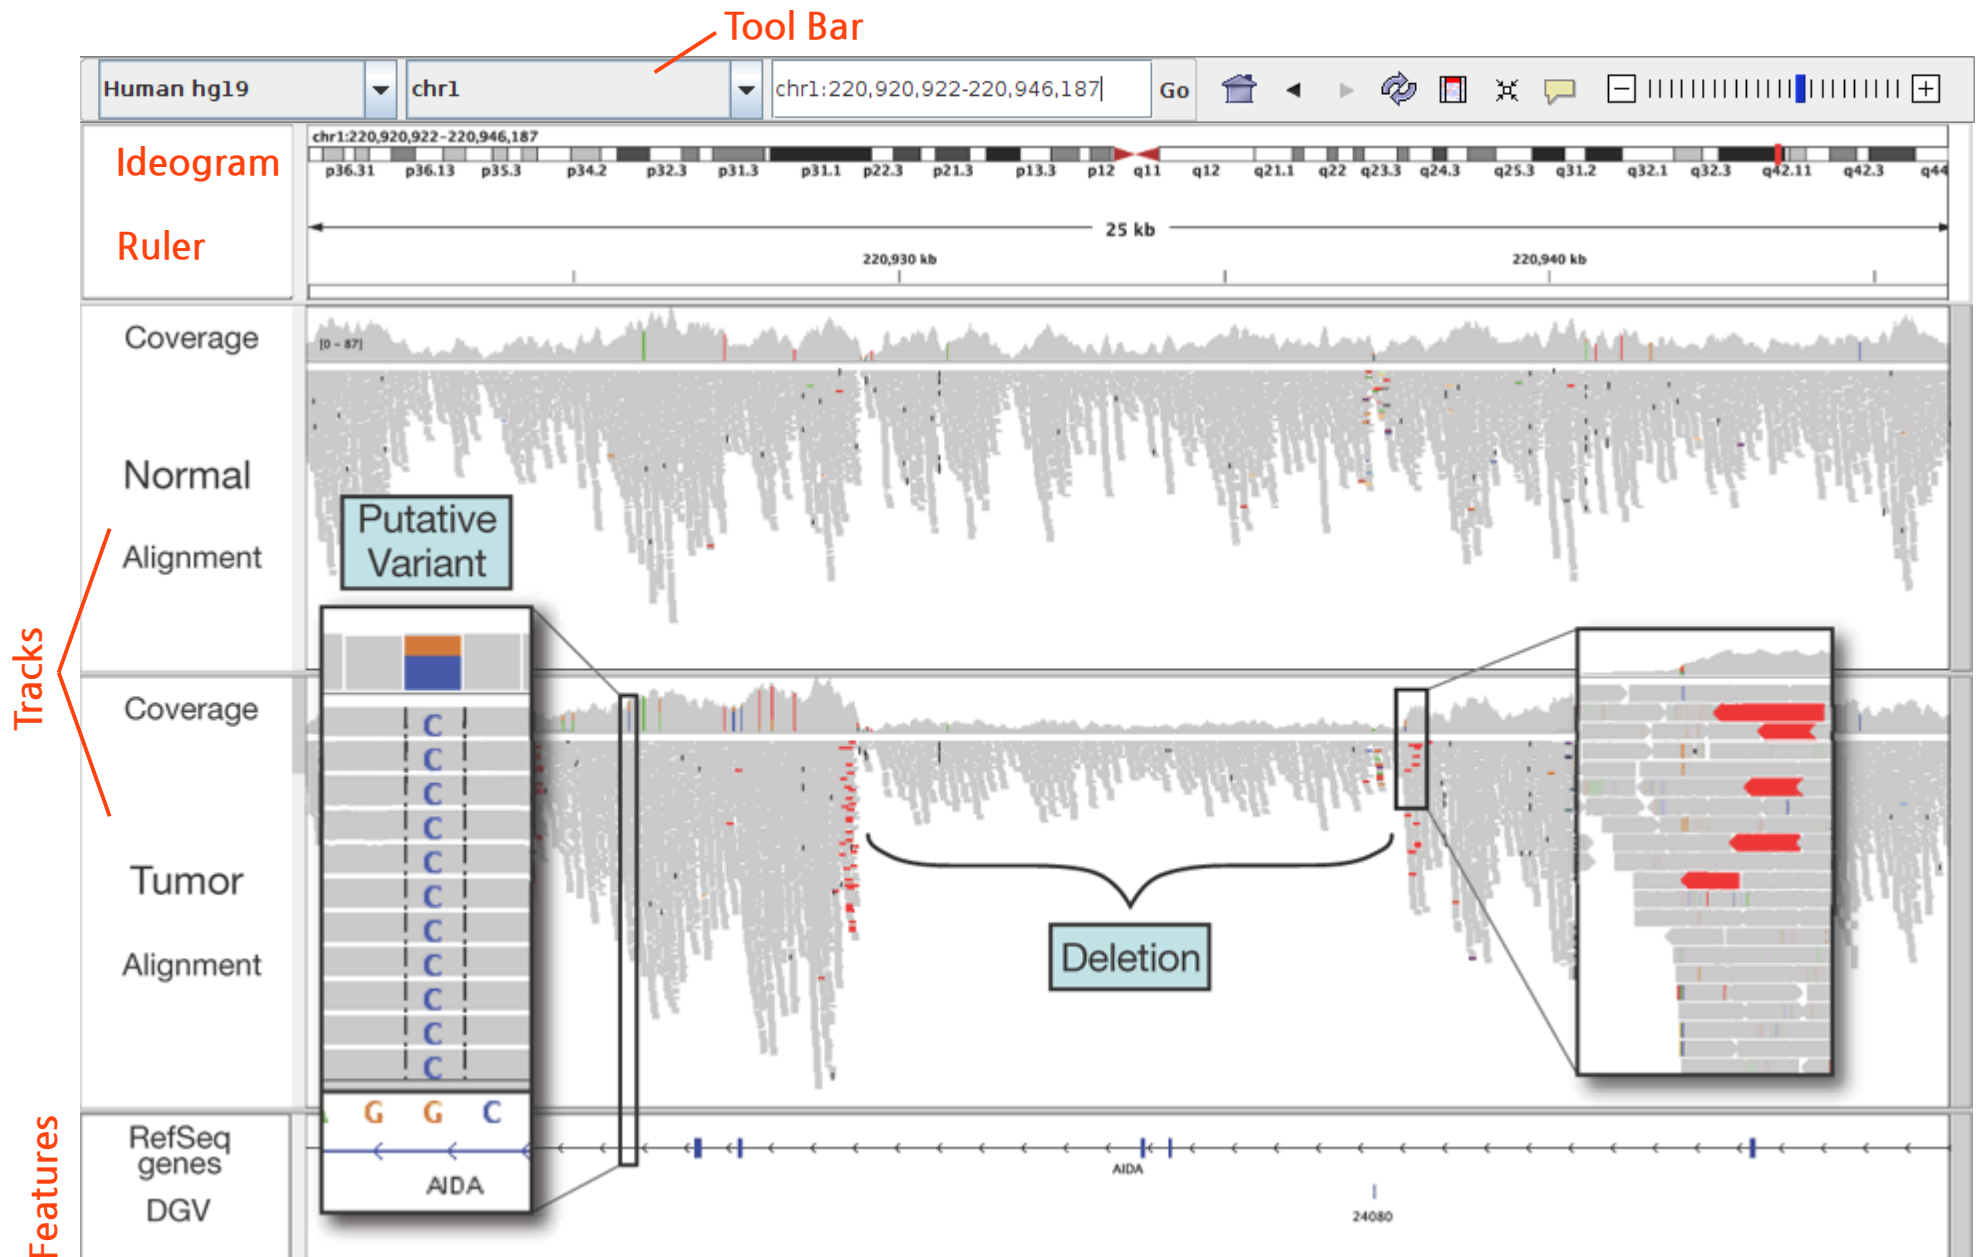 Tool Bar
Human hg19
chr1
chr1:220,920,922-220,946,187
Go
Ideogram
chr1:220,920,922-220,946,187
p36.31 p36.13 p35.3 p34.2 p32.3 p31.3 p31.1 p22.3 p21.3 p13.3 p12 q11 q12 q21.1 q22 q23.3 q24.3 q25.3 q31.2 q32.1 q32.3 q42.11 q42.3 q44
Ruler
25 kb
220,930 kb 220,940 kb
Coverage
[0 - 87]
Normal
Alignment
Putative
Variant
Tracks
Coverage
Tumor
Alignment
C
C
C
C
C
C
C
C
C
C
C
G G C
AIDA
Deletion
Features
RefSeq
genes
AIDA
DGV
24080